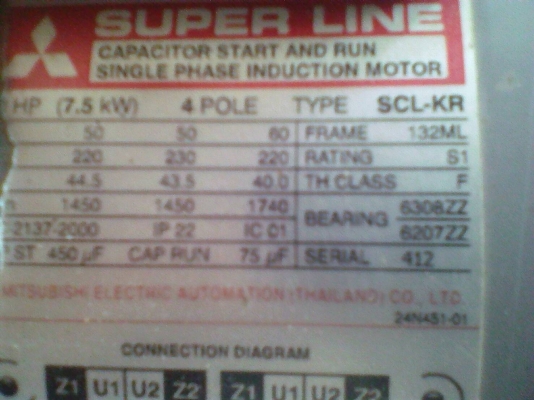 SUPER LINE
CAPACITOR START AND RUN
SINGLE PHASE INDUCTION MOTOR
HP (7.5 kW) 4 POLE TYPE SCL-KR
50 50 60 FRAME 132ML
220 230 220 RATING S1
44.5 43.5 40.0 TH CLASS F
1450 1450 1740 BEARING 6308ZZ
2137-2000 IP 22 IC 01 6207ZZ
ST 450 µF CAP RUN 75 µF SERIAL 412
MITSUBISHI ELECTRIC AUTOMATION (THAILAND) CO., LTD.
24N451-01
CONNECTION DIAGRAM
Z1 U1 U2 Z2 Z1 U1 U2 Z2